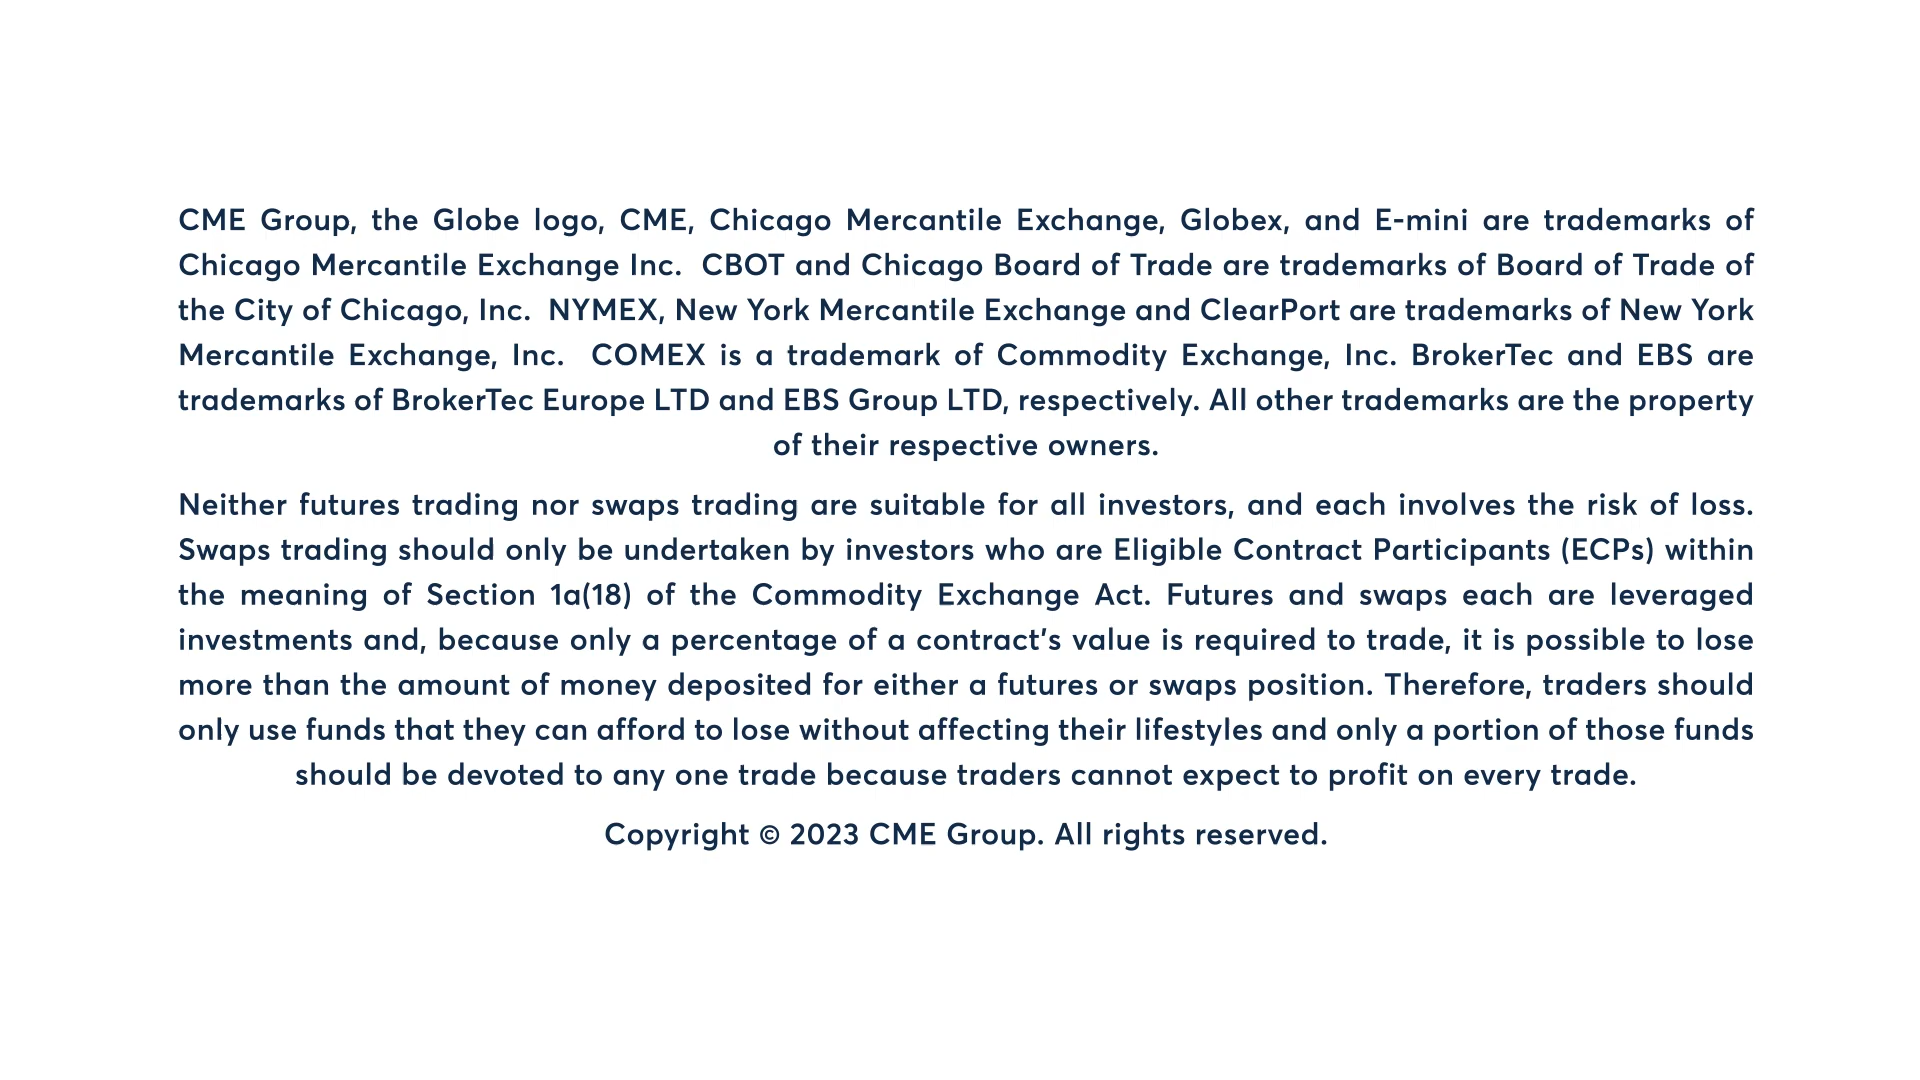 CME Group, the Globe logo, CME, Chicago Mercantile Exchange, Globex, and E-mini are trademarks of
Chicago Mercantile Exchange Inc.  CBOT and Chicago Board of Trade are trademarks of Board of Trade of
the City of Chicago, Inc.  NYMEX, New York Mercantile Exchange and ClearPort are trademarks of New York
Mercantile Exchange, Inc.  COMEX is a trademark of Commodity Exchange, Inc. BrokerTec and EBS are
trademarks of BrokerTec Europe LTD and EBS Group LTD, respectively. All other trademarks are the property
of their respective owners.
Neither futures trading nor swaps trading are suitable for all investors, and each involves the risk of loss.
Swaps trading should only be undertaken by investors who are Eligible Contract Participants (ECPs) within
the meaning of Section 1a(18) of the Commodity Exchange Act. Futures and swaps each are leveraged
investments and, because only a percentage of a contract's value is required to trade, it is possible to lose
more than the amount of money deposited for either a futures or swaps position. Therefore, traders should
only use funds that they can afford to lose without affecting their lifestyles and only a portion of those funds
should be devoted to any one trade because traders cannot expect to profit on every trade.
Copyright © 2023 CME Group. All rights reserved.